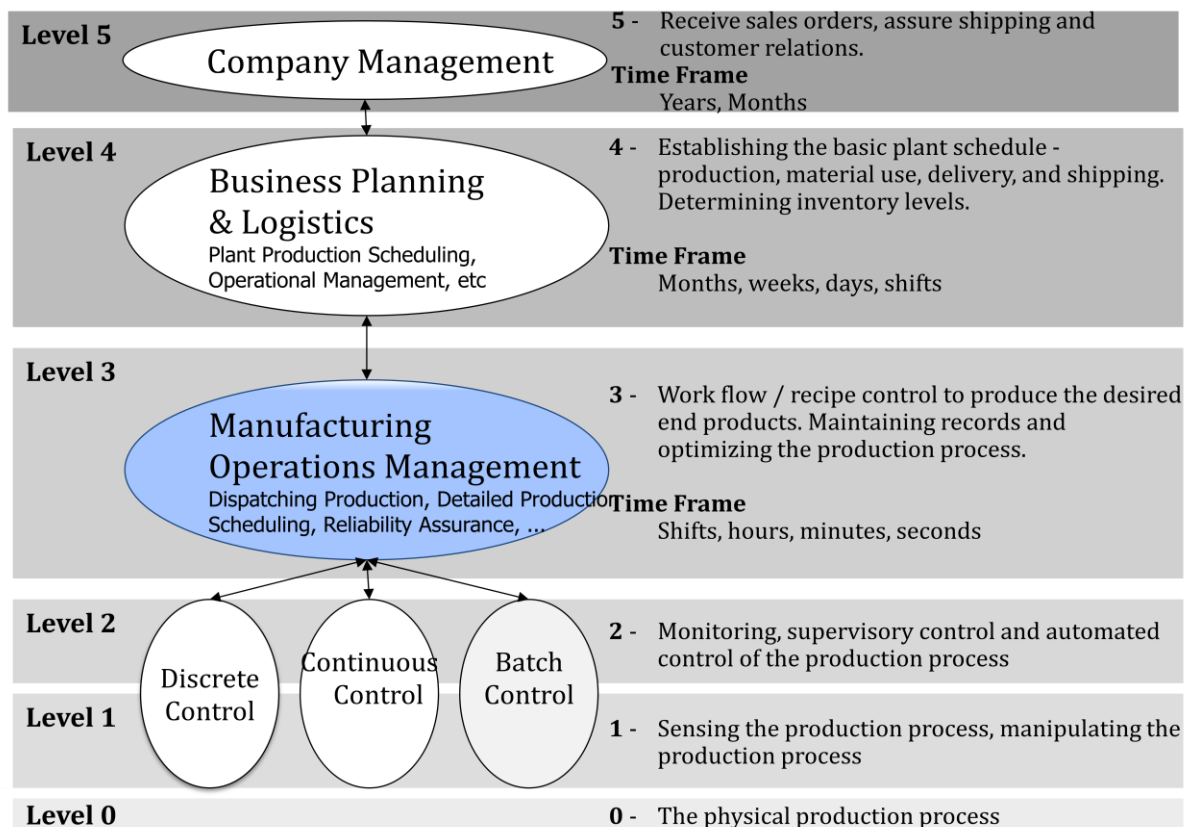 Level 5
Company Management
5 - Receive sales orders, assure shipping and
customer relations.
Time Frame
Years, Months
Level 4
Business Planning
& Logistics
Plant Production Scheduling,
Operational Management, etc
4 - Establishing the basic plant schedule -
production, material use, delivery, and shipping.
Determining inventory levels.
Time Frame
Months, weeks, days, shifts
Level 3
Manufacturing
Operations Management
Dispatching Production, Detailed Production
Scheduling, Reliability Assurance, ...
3 - Work flow / recipe control to produce the desired
end products. Maintaining records and
optimizing the production process.
Time Frame
Shifts, hours, minutes, seconds
Level 2
Discrete
Control
Continuous
Control
Batch
Control
2 - Monitoring, supervisory control and automated
control of the production process
Level 1
1 - Sensing the production process, manipulating the
production process
Level 0
0 - The physical production process